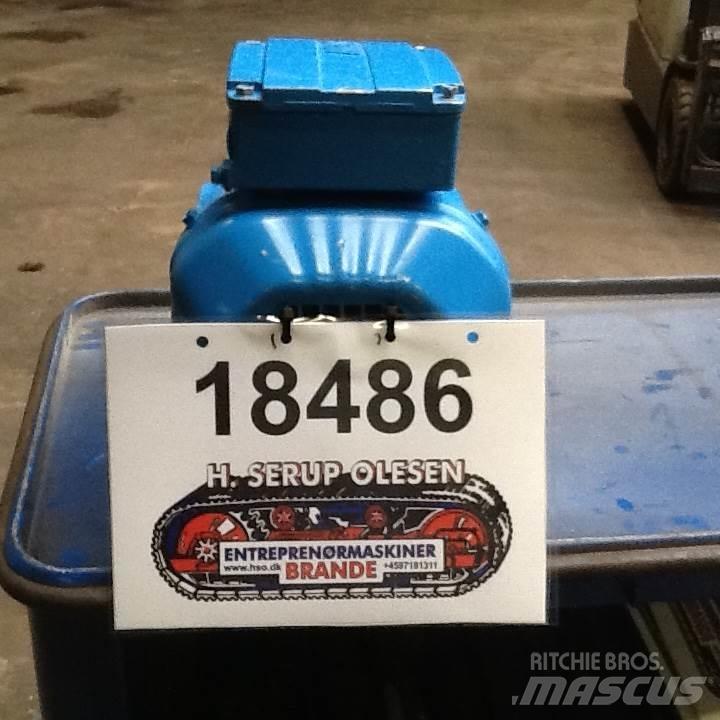 18486
H. SERUP OLESEN
ENTREPRENØRMASKINER
www.hso.dk BRANDE +4597181311
RITCHIE BROS.
MASCUS